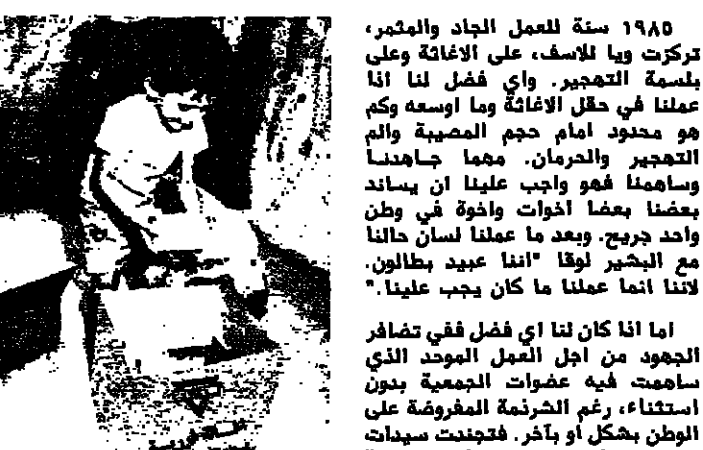 ١٩٨٥ سنة للعمل الجاد والمثمر،
تركزت ويا للاسف، على الاغاثة وعلى
بلسمة التهجير. واي فضل لنا اذا
عملنا في حقل الاغاثة وما اوسعه وكم
هو محدود امام حجم المصيبة والم
التهجير والحرمان. مهما جاهدنا
وساهمنا فهو واجب علينا ان يساند
بعضنا بعضا اخوات واخوة في وطن
واحد جريح. وبعد ما عملنا لسان حالنا
مع البشير لوقا "اننا عبيد بطالون.
لاننا انما عملنا ما كان يجب علينا."
اما اذا كان لنا اي فضل ففي تضافر
الجهود من اجل العمل الموحد الذي
ساهمت فيه عضوات الجمعية بدون
استثناء، رغم الشرذمة المفروضة على
الوطن بشكل او بآخر. فتجندت سيدات